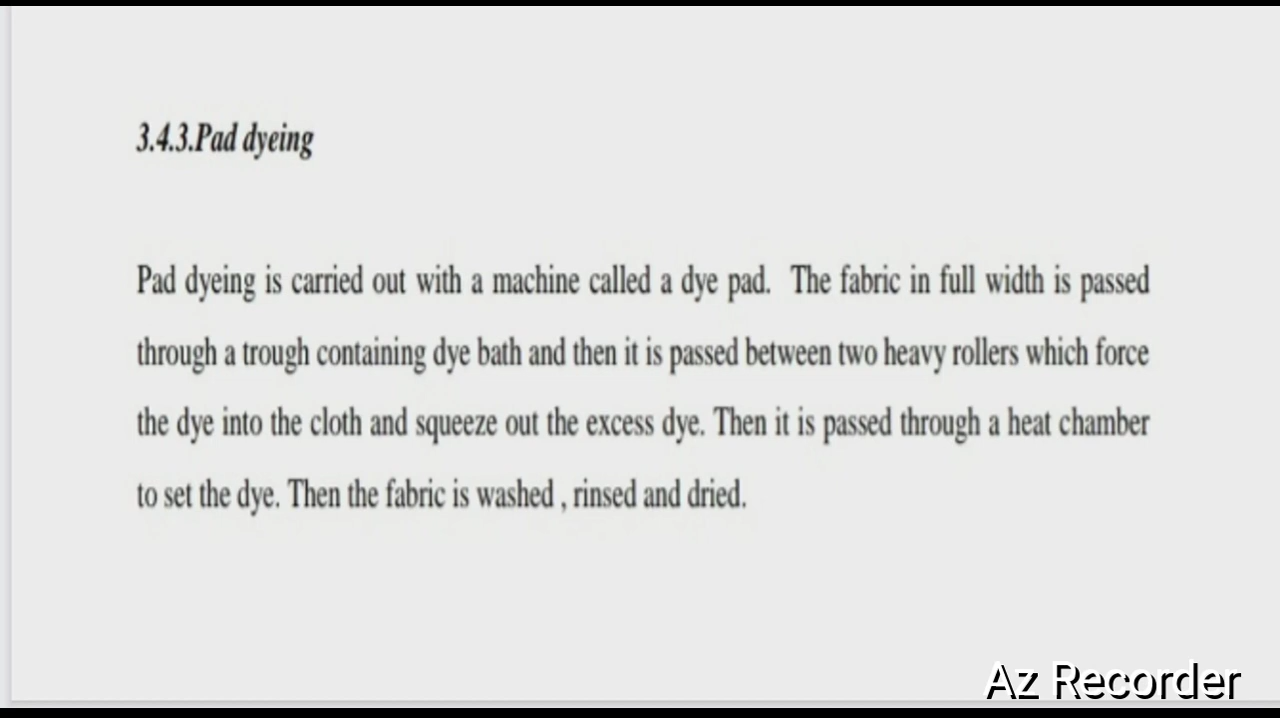 3.4.3.Pad dyeing
Pad dyeing is carried out with a machine called a dye pad.  The fabric in full width is passed
through a trough containing dye bath and then it is passed between two heavy rollers which force
the dye into the cloth and squeeze out the excess dye. Then it is passed through a heat chamber
to set the dye. Then the fabric is washed , rinsed and dried.
Az Recorder